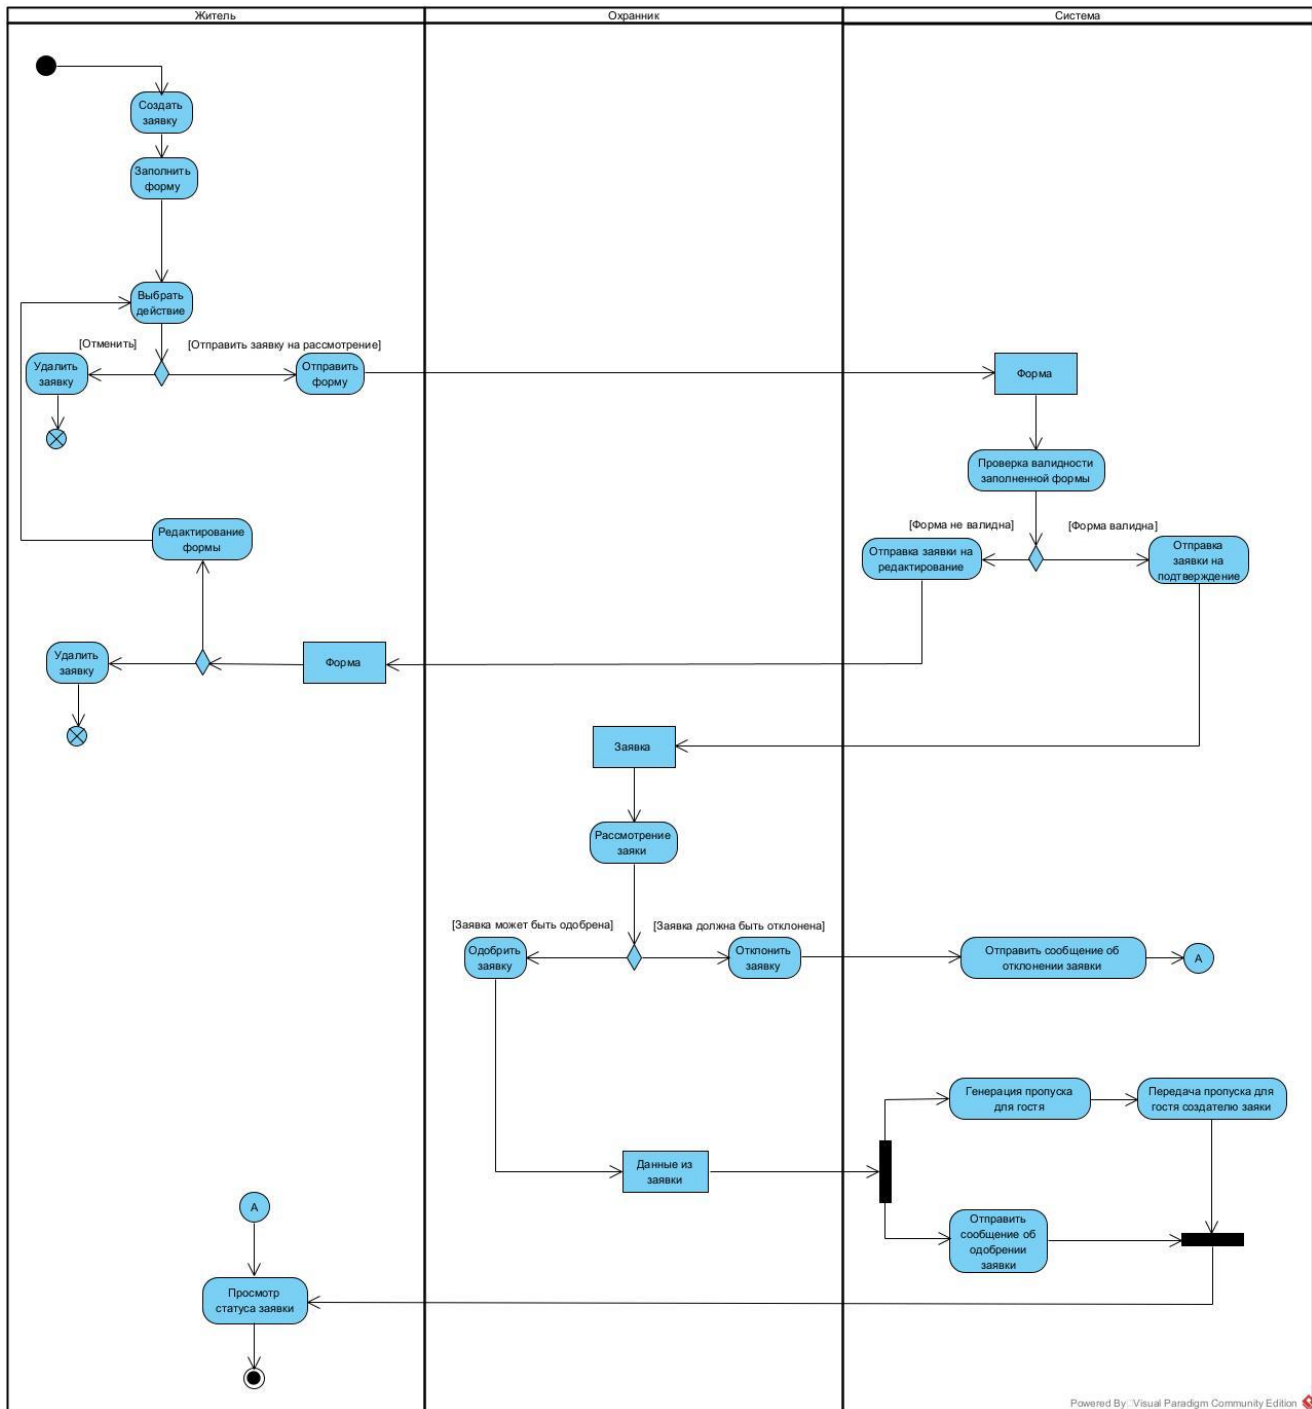 Житель
Охранник
Система
Создать
заявку
Заполнить
форму
Выбрать
действие
[Отменить]
[Отправить заявку на рассмотрение]
Удалить
заявку
Отправить
форму
Форма
Проверка валидности
заполненной формы
[Форма не валидна]
[Форма валидна]
Отправка заявки на
редактирование
Отправка
заявки на
подтверждение
Редактирование
формы
Удалить
заявку
Форма
Заявка
Рассмотрение
заяки
[Заявка может быть одобрена]
[Заявка должна быть отклонена]
Одобрить
заявку
Отклонить
заявку
Отправить сообщение об
отклонении заявки
A
Генерация пропуска
для гостя
Передача пропуска для
гостя создателю заяки
Данные из
заявки
Отправить
сообщение об
одобрении
заявки
A
Просмотр
статуса заявки
Powered By Visual Paradigm Community Edition